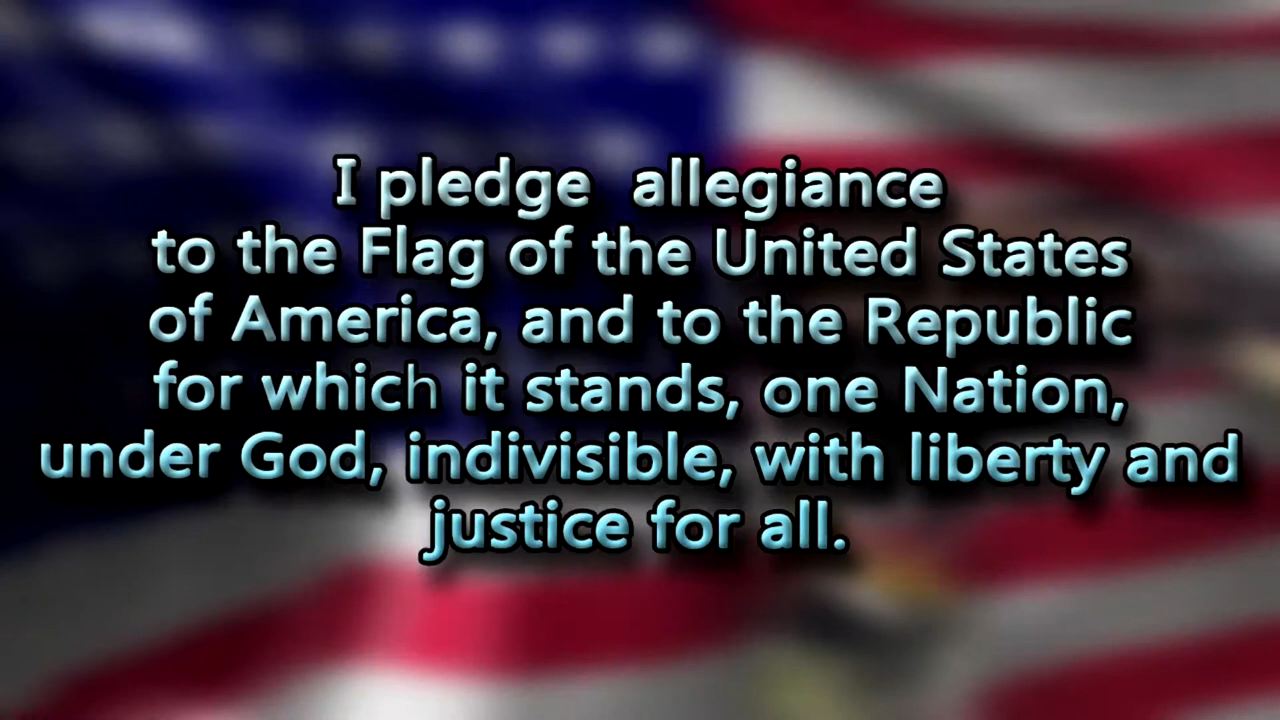 I pledge allegiance
to the Flag of the United States
of America, and to the Republic
for which it stands, one Nation,
under God, indivisible, with liberty and
justice for all.